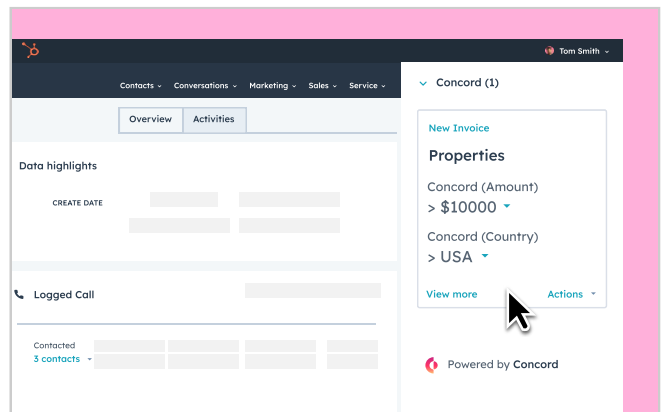 Tom Smith
Contacts Conversations Marketing Sales Service
Concord (1)
Overview Activities
New Invoice
Properties
Data highlights
Concord (Amount)
CREATE DATE
> $10000
Concord (Country)
> USA
Logged Call
View more Actions
Contacted
3 contacts
Powered by Concord